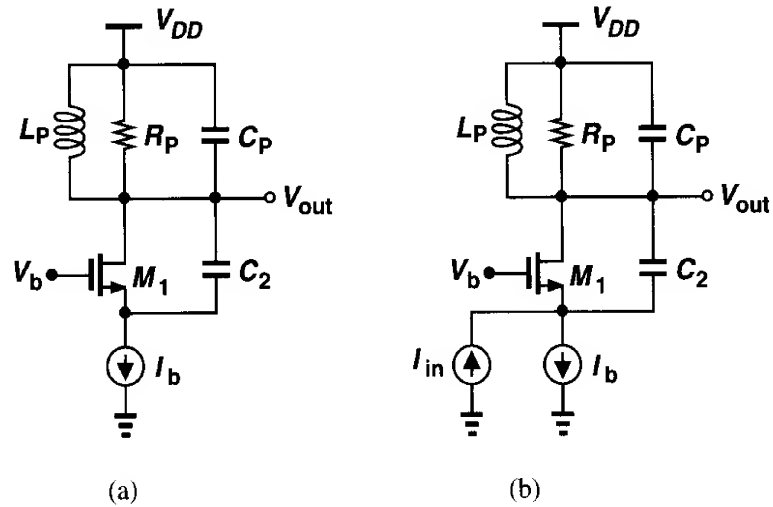 V_DD
L_P
R_P
C_P
V_out
V_b
M_1
C_2
I_b
(a)
V_DD
L_P
R_P
C_P
V_out
V_b
M_1
C_2
I_in
I_b
(b)